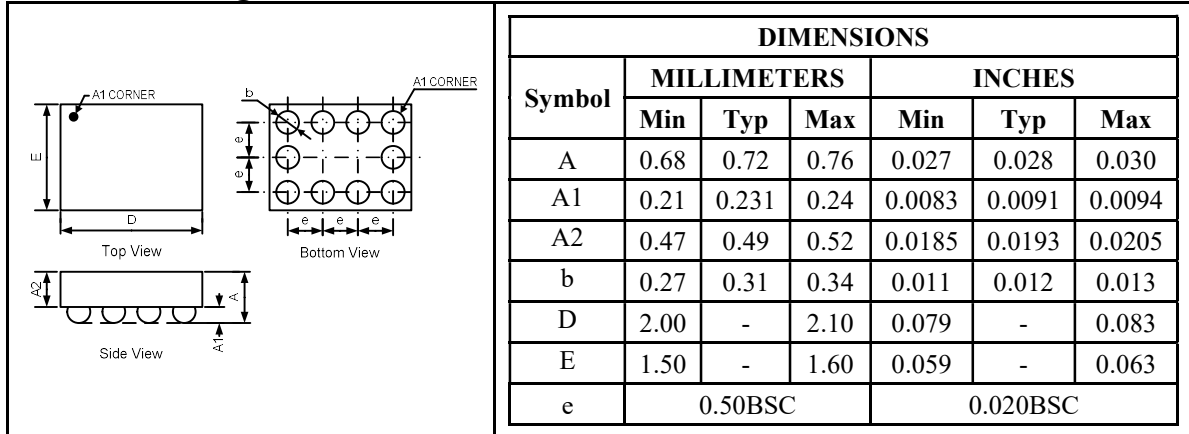 A1 CORNER
E
D
Top View
b
A1 CORNER
e
e
e e e
Bottom View
A2
A
A1
Side View
DIMENSIONS
Symbol MILLIMETERS INCHES
Min Typ Max Min Typ Max
A 0.68 0.72 0.76 0.027 0.028 0.030
A1 0.21 0.231 0.24 0.0083 0.0091 0.0094
A2 0.47 0.49 0.52 0.0185 0.0193 0.0205
b 0.27 0.31 0.34 0.011 0.012 0.013
D 2.00 - 2.10 0.079 - 0.083
E 1.50 - 1.60 0.059 - 0.063
e 0.50BSC 0.020BSC